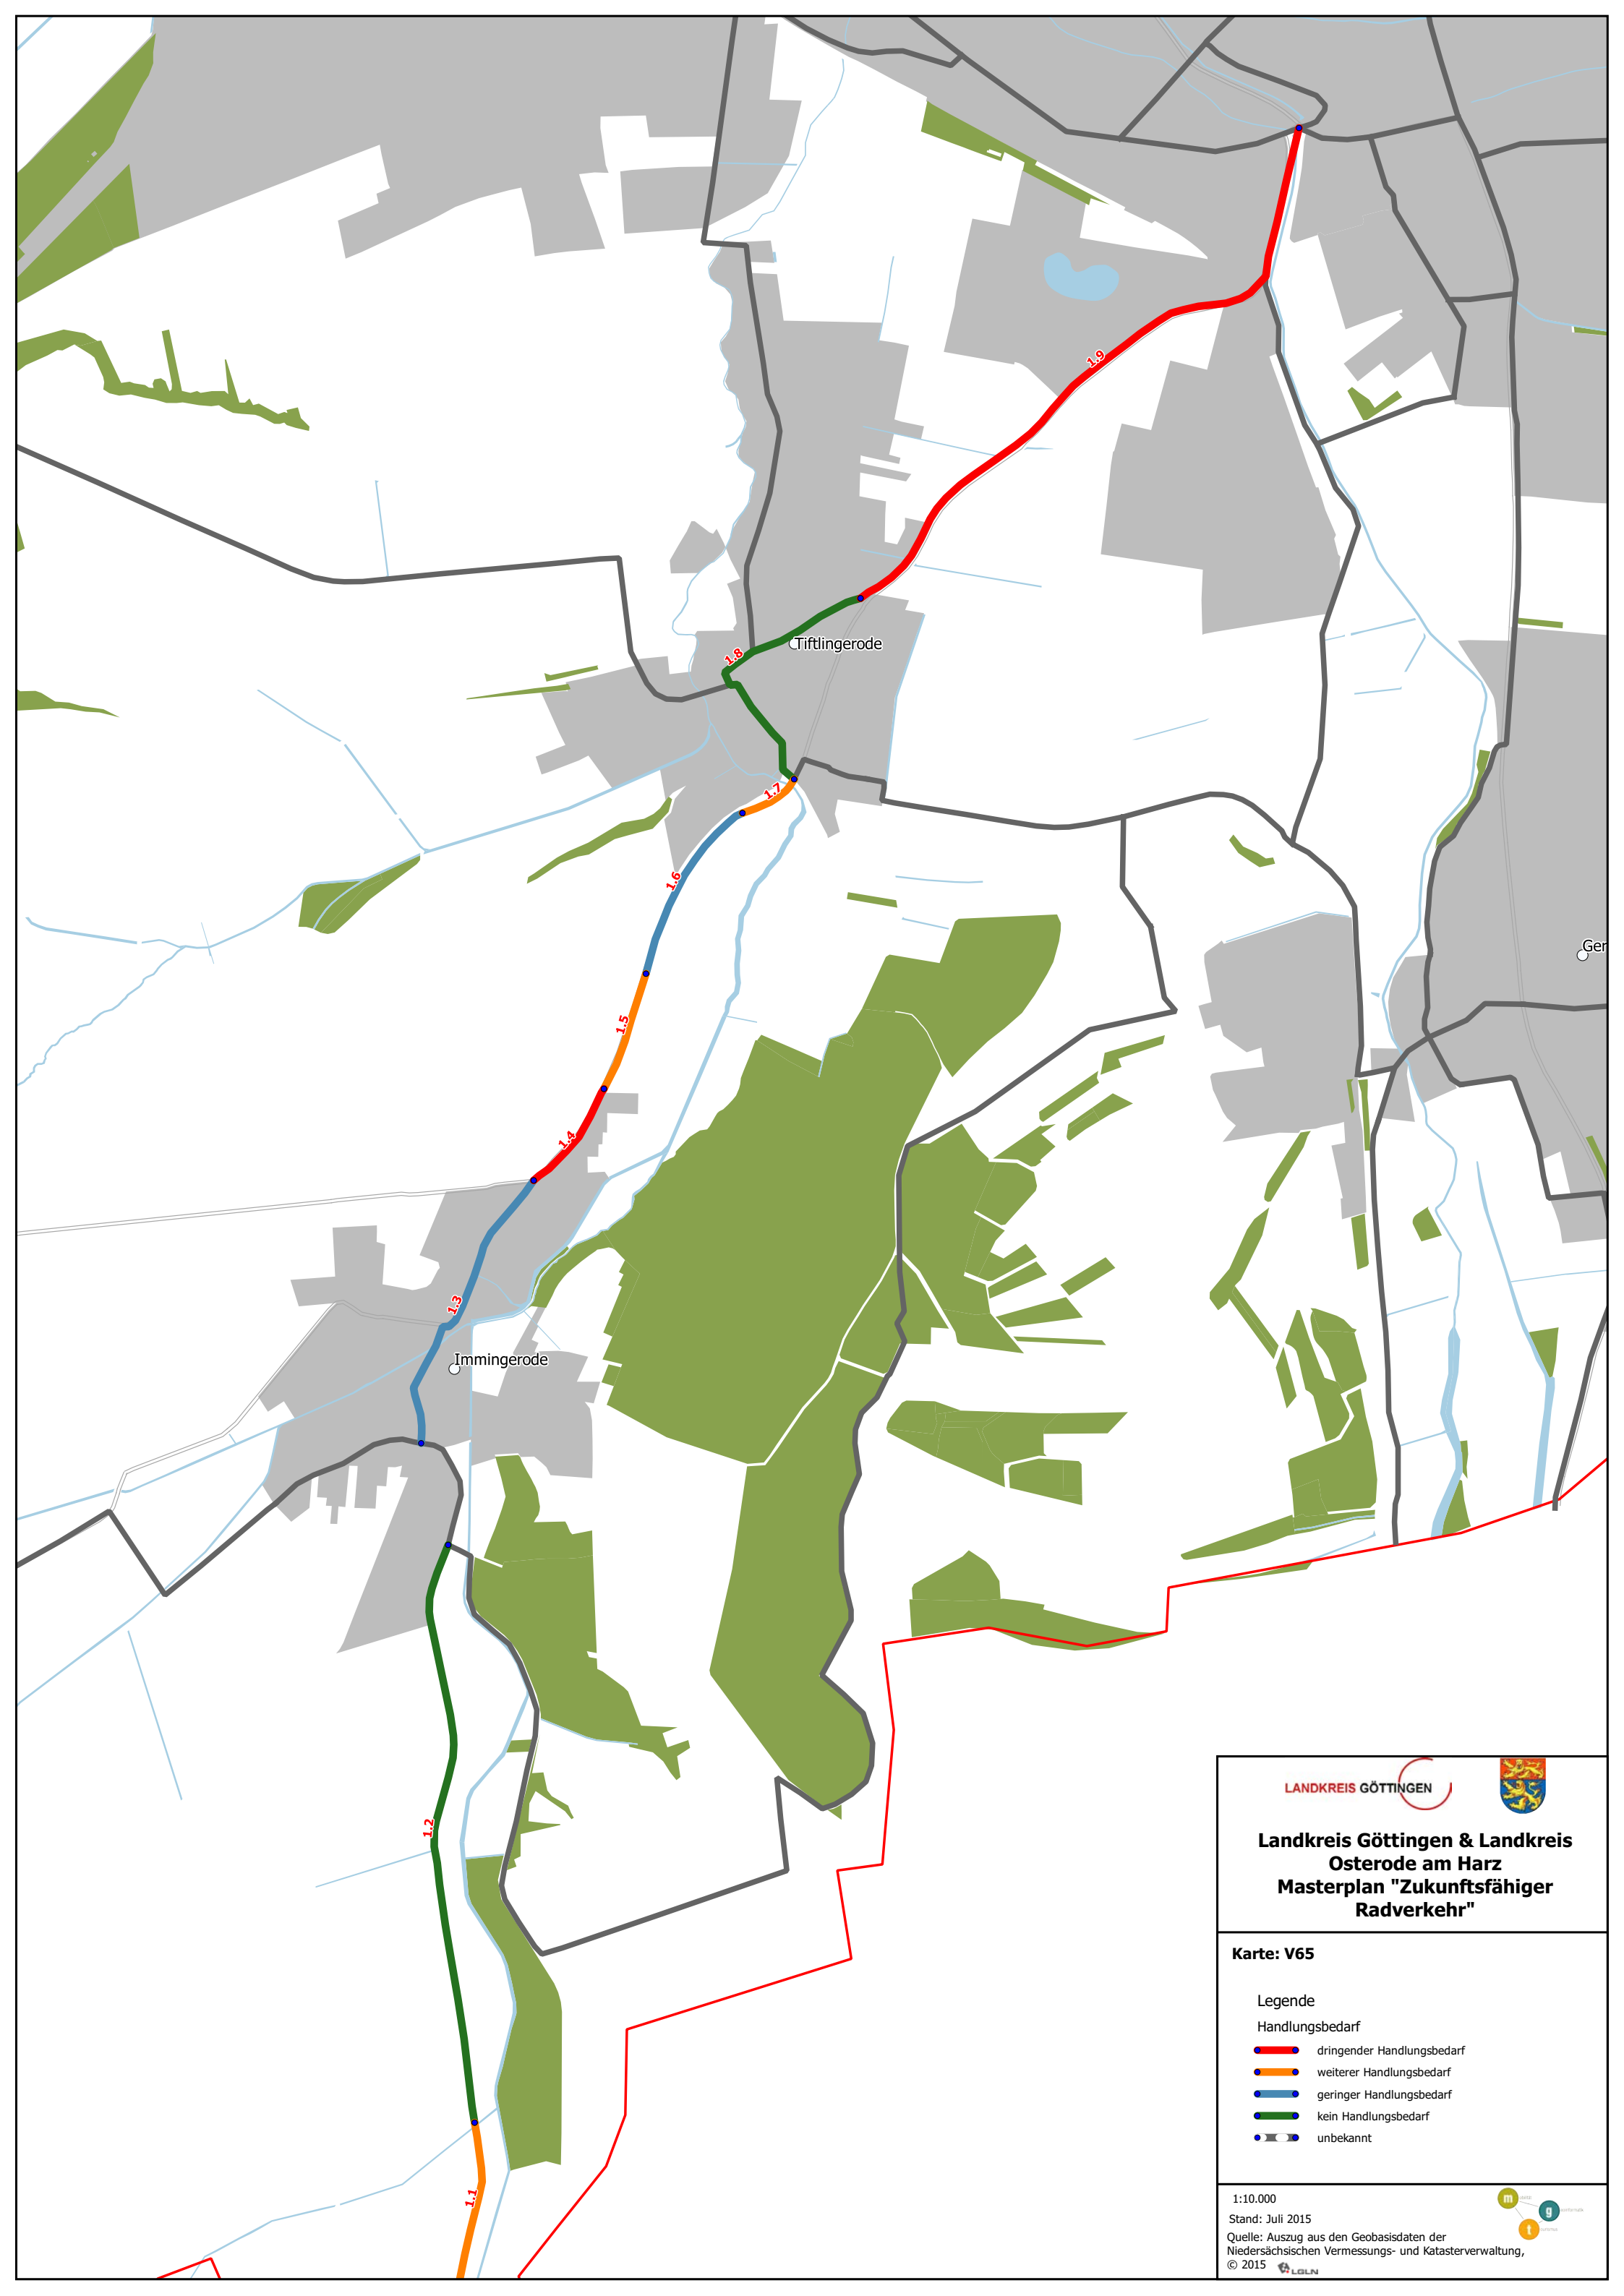 1.9
Tiftlingerode
1.8
1.7
1.6
Ger
1.5
1.4
1.3
Immingerode
1.2
1.1
LANDKREIS GÖTTINGEN
Landkreis Göttingen & Landkreis
Osterode am Harz
Masterplan "Zukunftsfähiger
Radverkehr"
Karte: V65
Legende
Handlungsbedarf
dringender Handlungsbedarf
weiterer Handlungsbedarf
geringer Handlungsbedarf
kein Handlungsbedarf
unbekannt
1:10.000
Stand: Juli 2015
Quelle: Auszug aus den Geobasisdaten der
Niedersächsischen Vermessungs- und Katasterverwaltung,
© 2015 LGLN
m
g
t